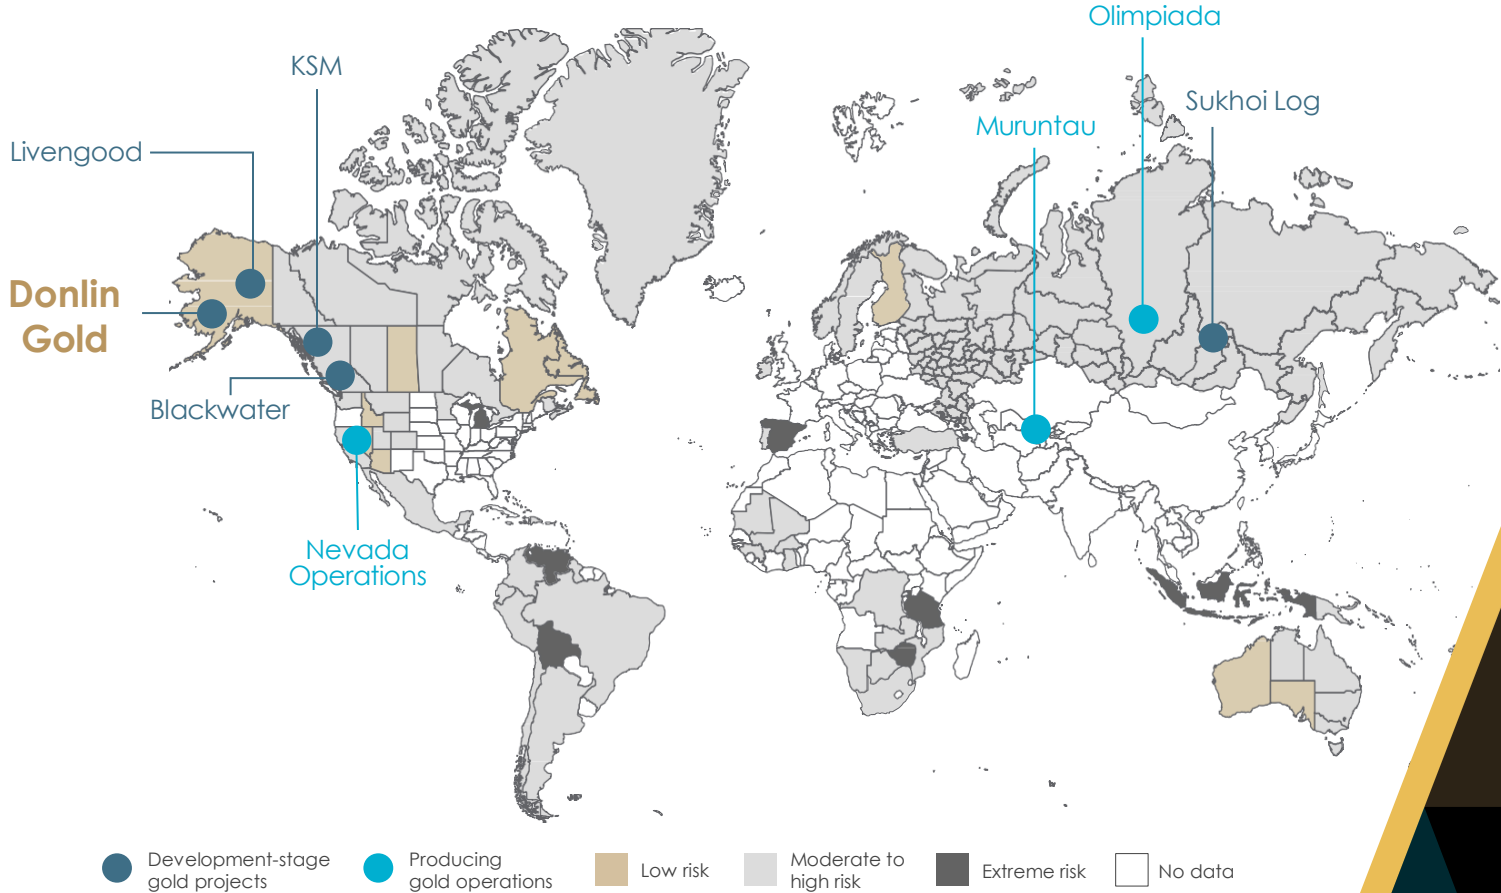 Olimpiada
KSM
Sukhoi Log
Muruntau
Livengood
Donlin
Gold
Blackwater
Nevada
Operations
Development-stage
gold projects
Producing
gold operations
Low risk
Moderate to
high risk
Extreme risk
No data